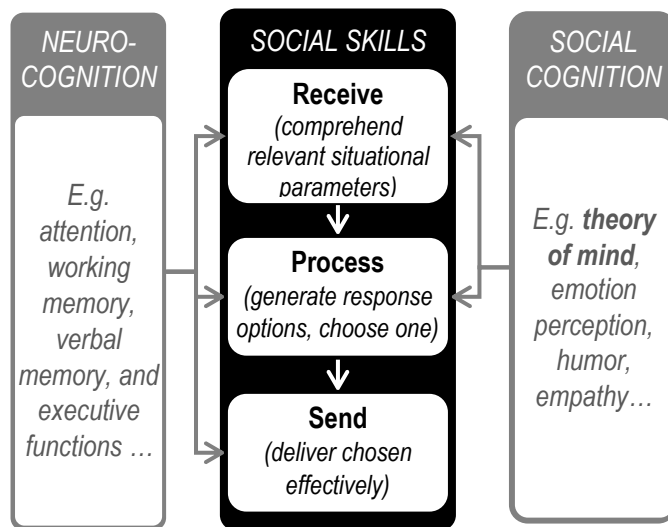 NEURO-
COGNITION
E.g.
attention,
working
memory,
verbal
memory, and
executive
functions …
SOCIAL SKILLS
Receive
(comprehend
relevant situational
parameters)
Process
(generate response
options, choose one)
Send
(deliver chosen
effectively)
SOCIAL
COGNITION
E.g. theory
of mind,
emotion
perception,
humor,
empathy…